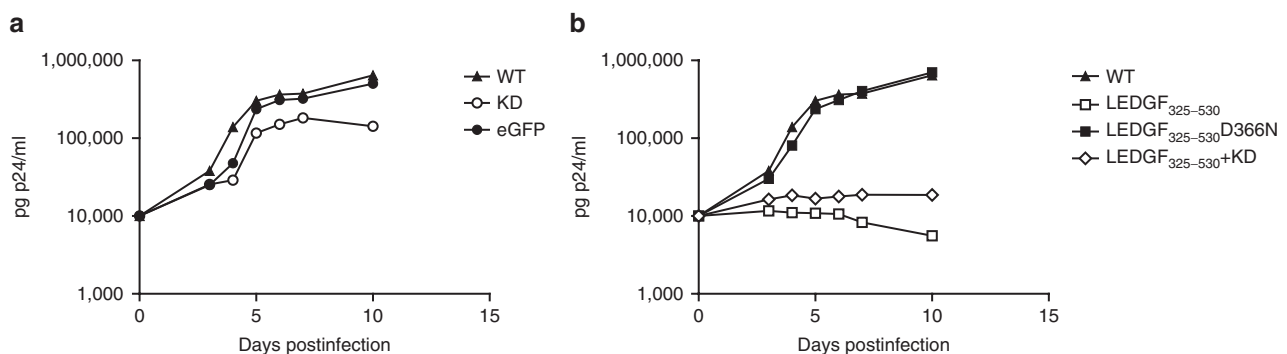 a
1,000,000
100,000
10,000
1,000
pg p24/ml
0
5
10
15
Days postinfection
WT
KD
eGFP
b
1,000,000
100,000
10,000
1,000
pg p24/ml
0
5
10
15
Days postinfection
WT
LEDGF325–530
LEDGF325–530D366N
LEDGF325–530+KD